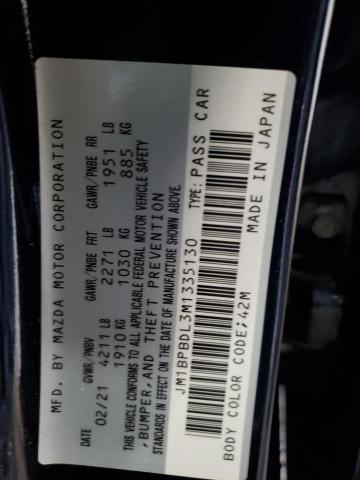 MFD. BY MAZDA MOTOR CORPORATION
DATE GVWR/PNBV GAWR/PNBE FRT GAWR/PNBE RR
02/21 4211 LB 2271 LB 1951 LB
1910 KG 1030 KG 885 KG
THIS VEHICLE CONFORMS TO ALL APPLICABLE FEDERAL MOTOR VEHICLE SAFETY
, BUMPER, AND THEFT PREVENTION
STANDARDS IN EFFECT ON THE DATE OF MANUFACTURE SHOWN ABOVE.
JM1BPBDL3M1335130 TYPE: PASS CAR
BODY COLOR CODE;42M MADE IN JAPAN